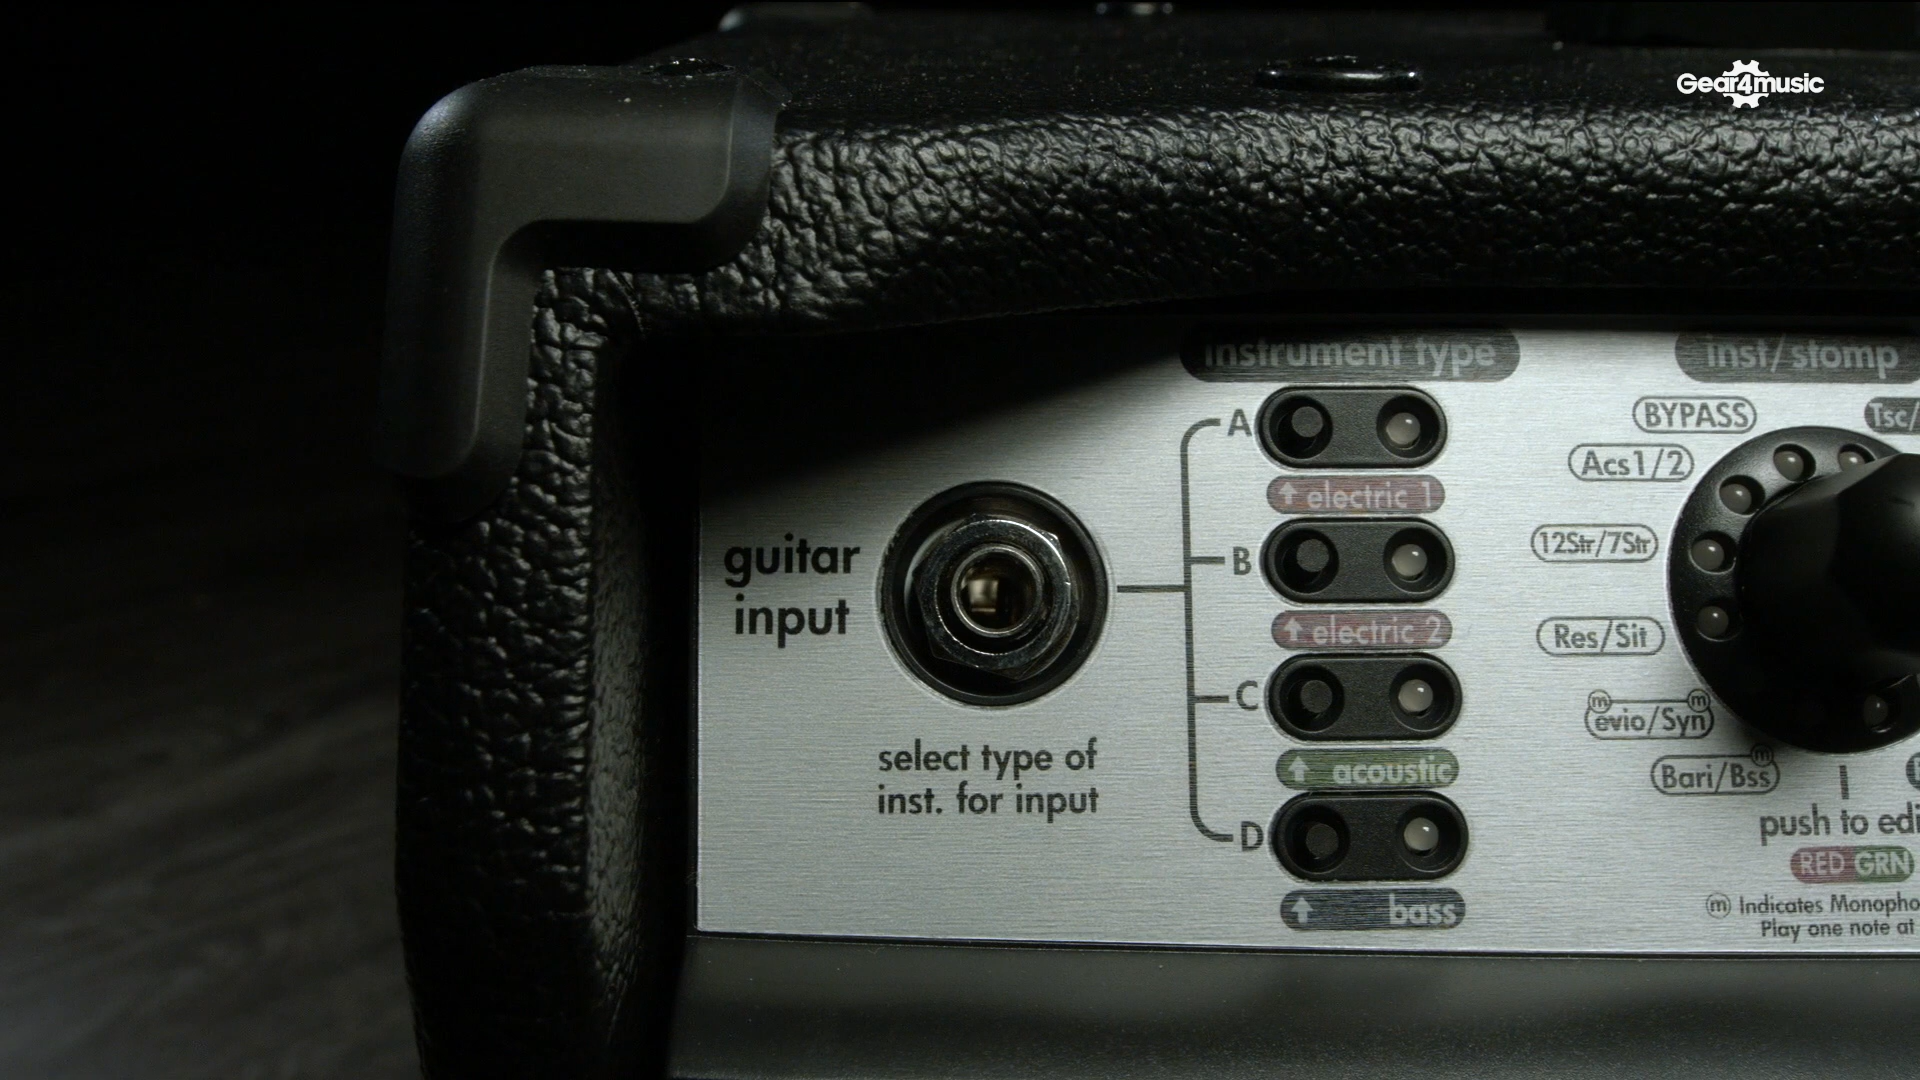 Gear4music
instrument type
inst/stomp
BYPASS
Tsc/
A
Acs1/2
↑ electric 1
guitar
input
B
12Str/7Str
↑ electric 2
Res/Sit
C
m m
evio/Syn
select type of
inst. for input
↑ acoustic
m
Bari/Bss
D
push to edi
RED GRN
↑ bass
m Indicates Monopho
Play one note at